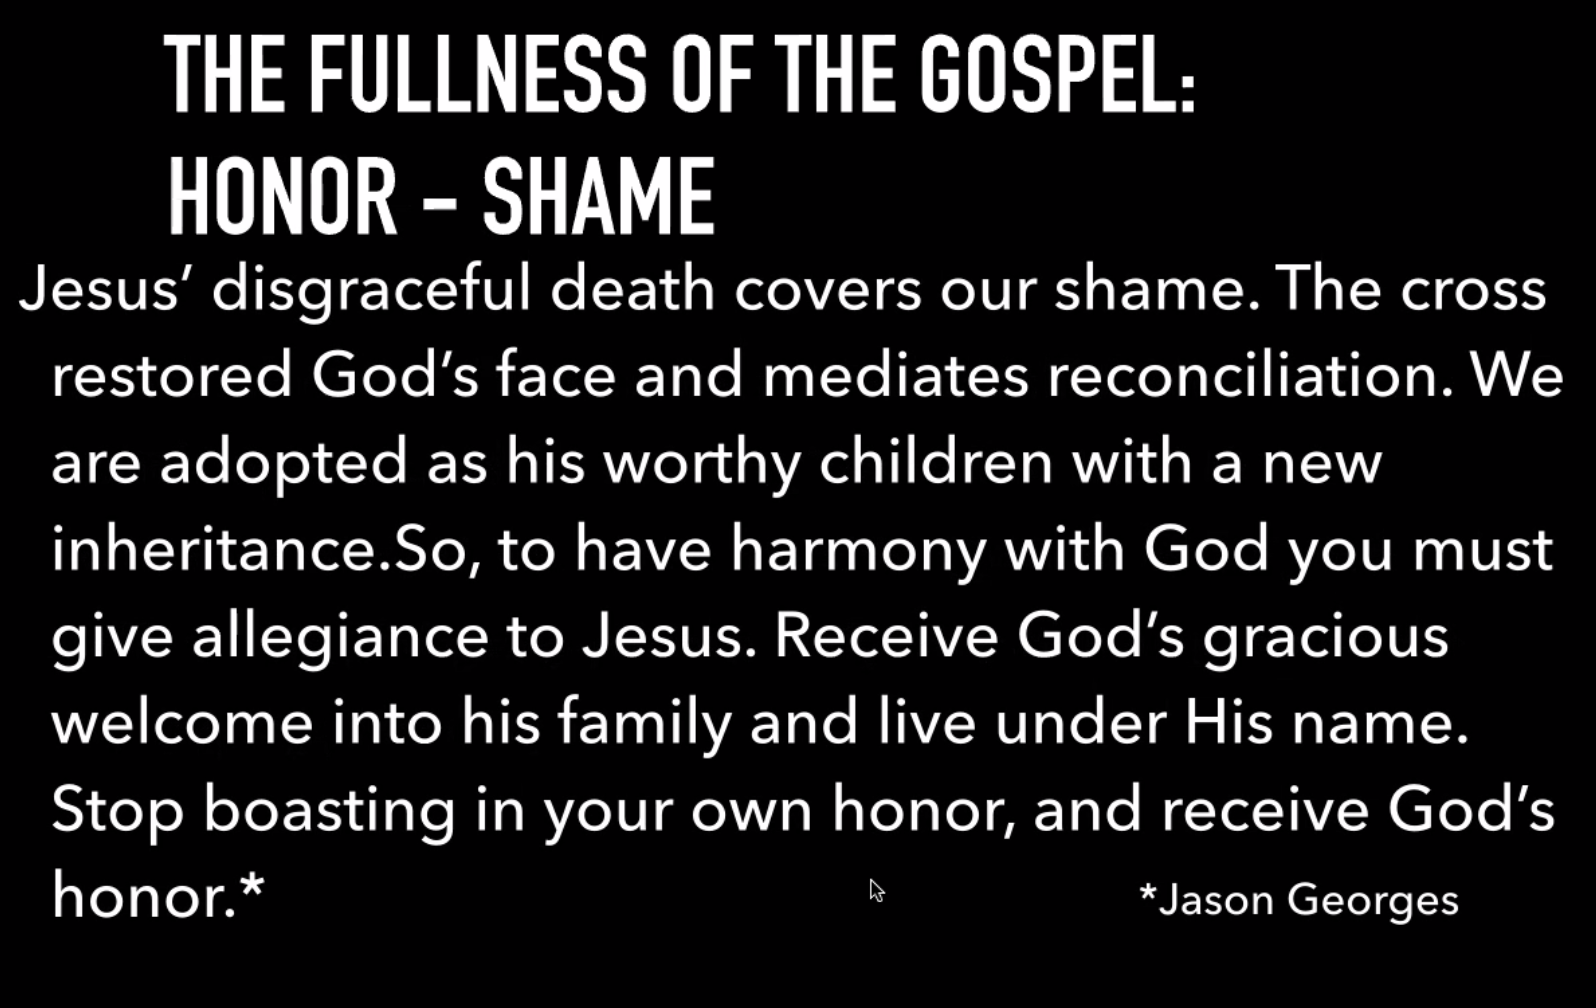 THE FULLNESS OF THE GOSPEL:
HONOR – SHAME
Jesus’ disgraceful death covers our shame. The cross
restored God’s face and mediates reconciliation. We
are adopted as his worthy children with a new
inheritance.So, to have harmony with God you must
give allegiance to Jesus. Receive God’s gracious
welcome into his family and live under His name.
Stop boasting in your own honor, and receive God’s
honor.*
*Jason Georges